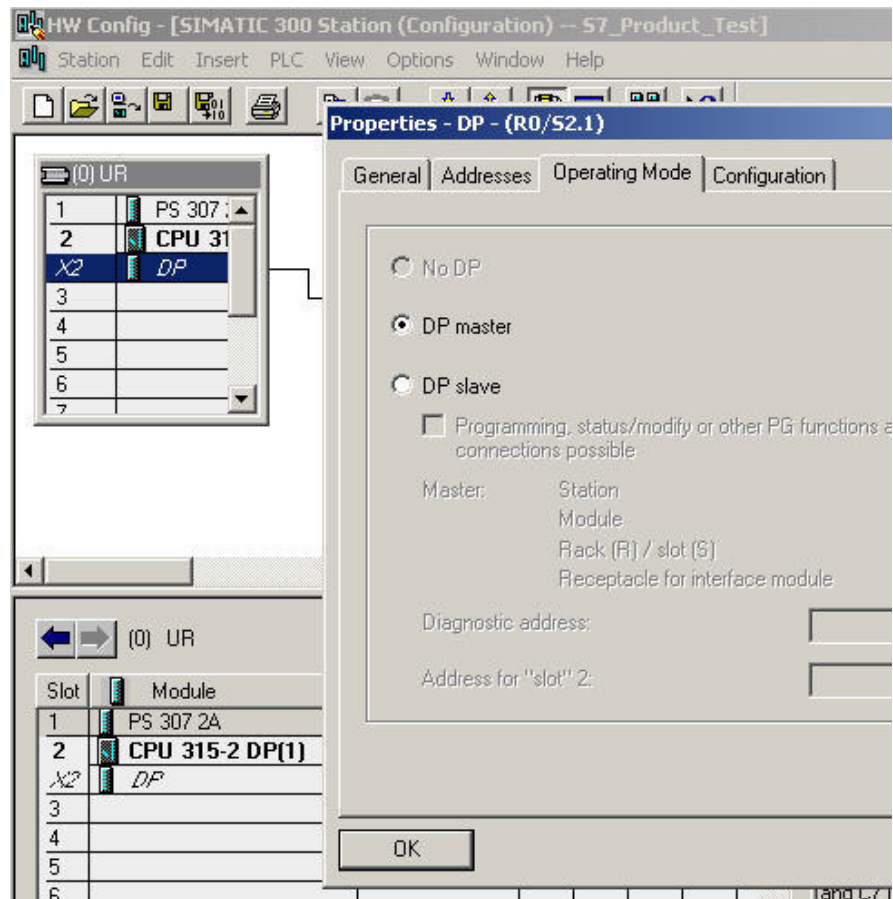 HW Config - [SIMATIC 300 Station (Configuration) -- S7_Product_Test]
Station Edit Insert PLC View Options Window Help
Properties - DP - (R0/S2.1)
General Addresses Operating Mode Configuration
(0) UR
1 PS 307
2 CPU 31
X2 DP
3
4
5
6
7
No DP
DP master
DP slave
Programming, status/modify or other PG functions
connections possible
Master: Station
Module
Rack (R) / slot (S)
Receptacle for interface module
Diagnostic address:
Address for "slot" 2:
OK
(0) UR
Slot Module
1 PS 307 2A
2 CPU 315-2 DP(1)
X2 DP
3
4
5
6
and C7